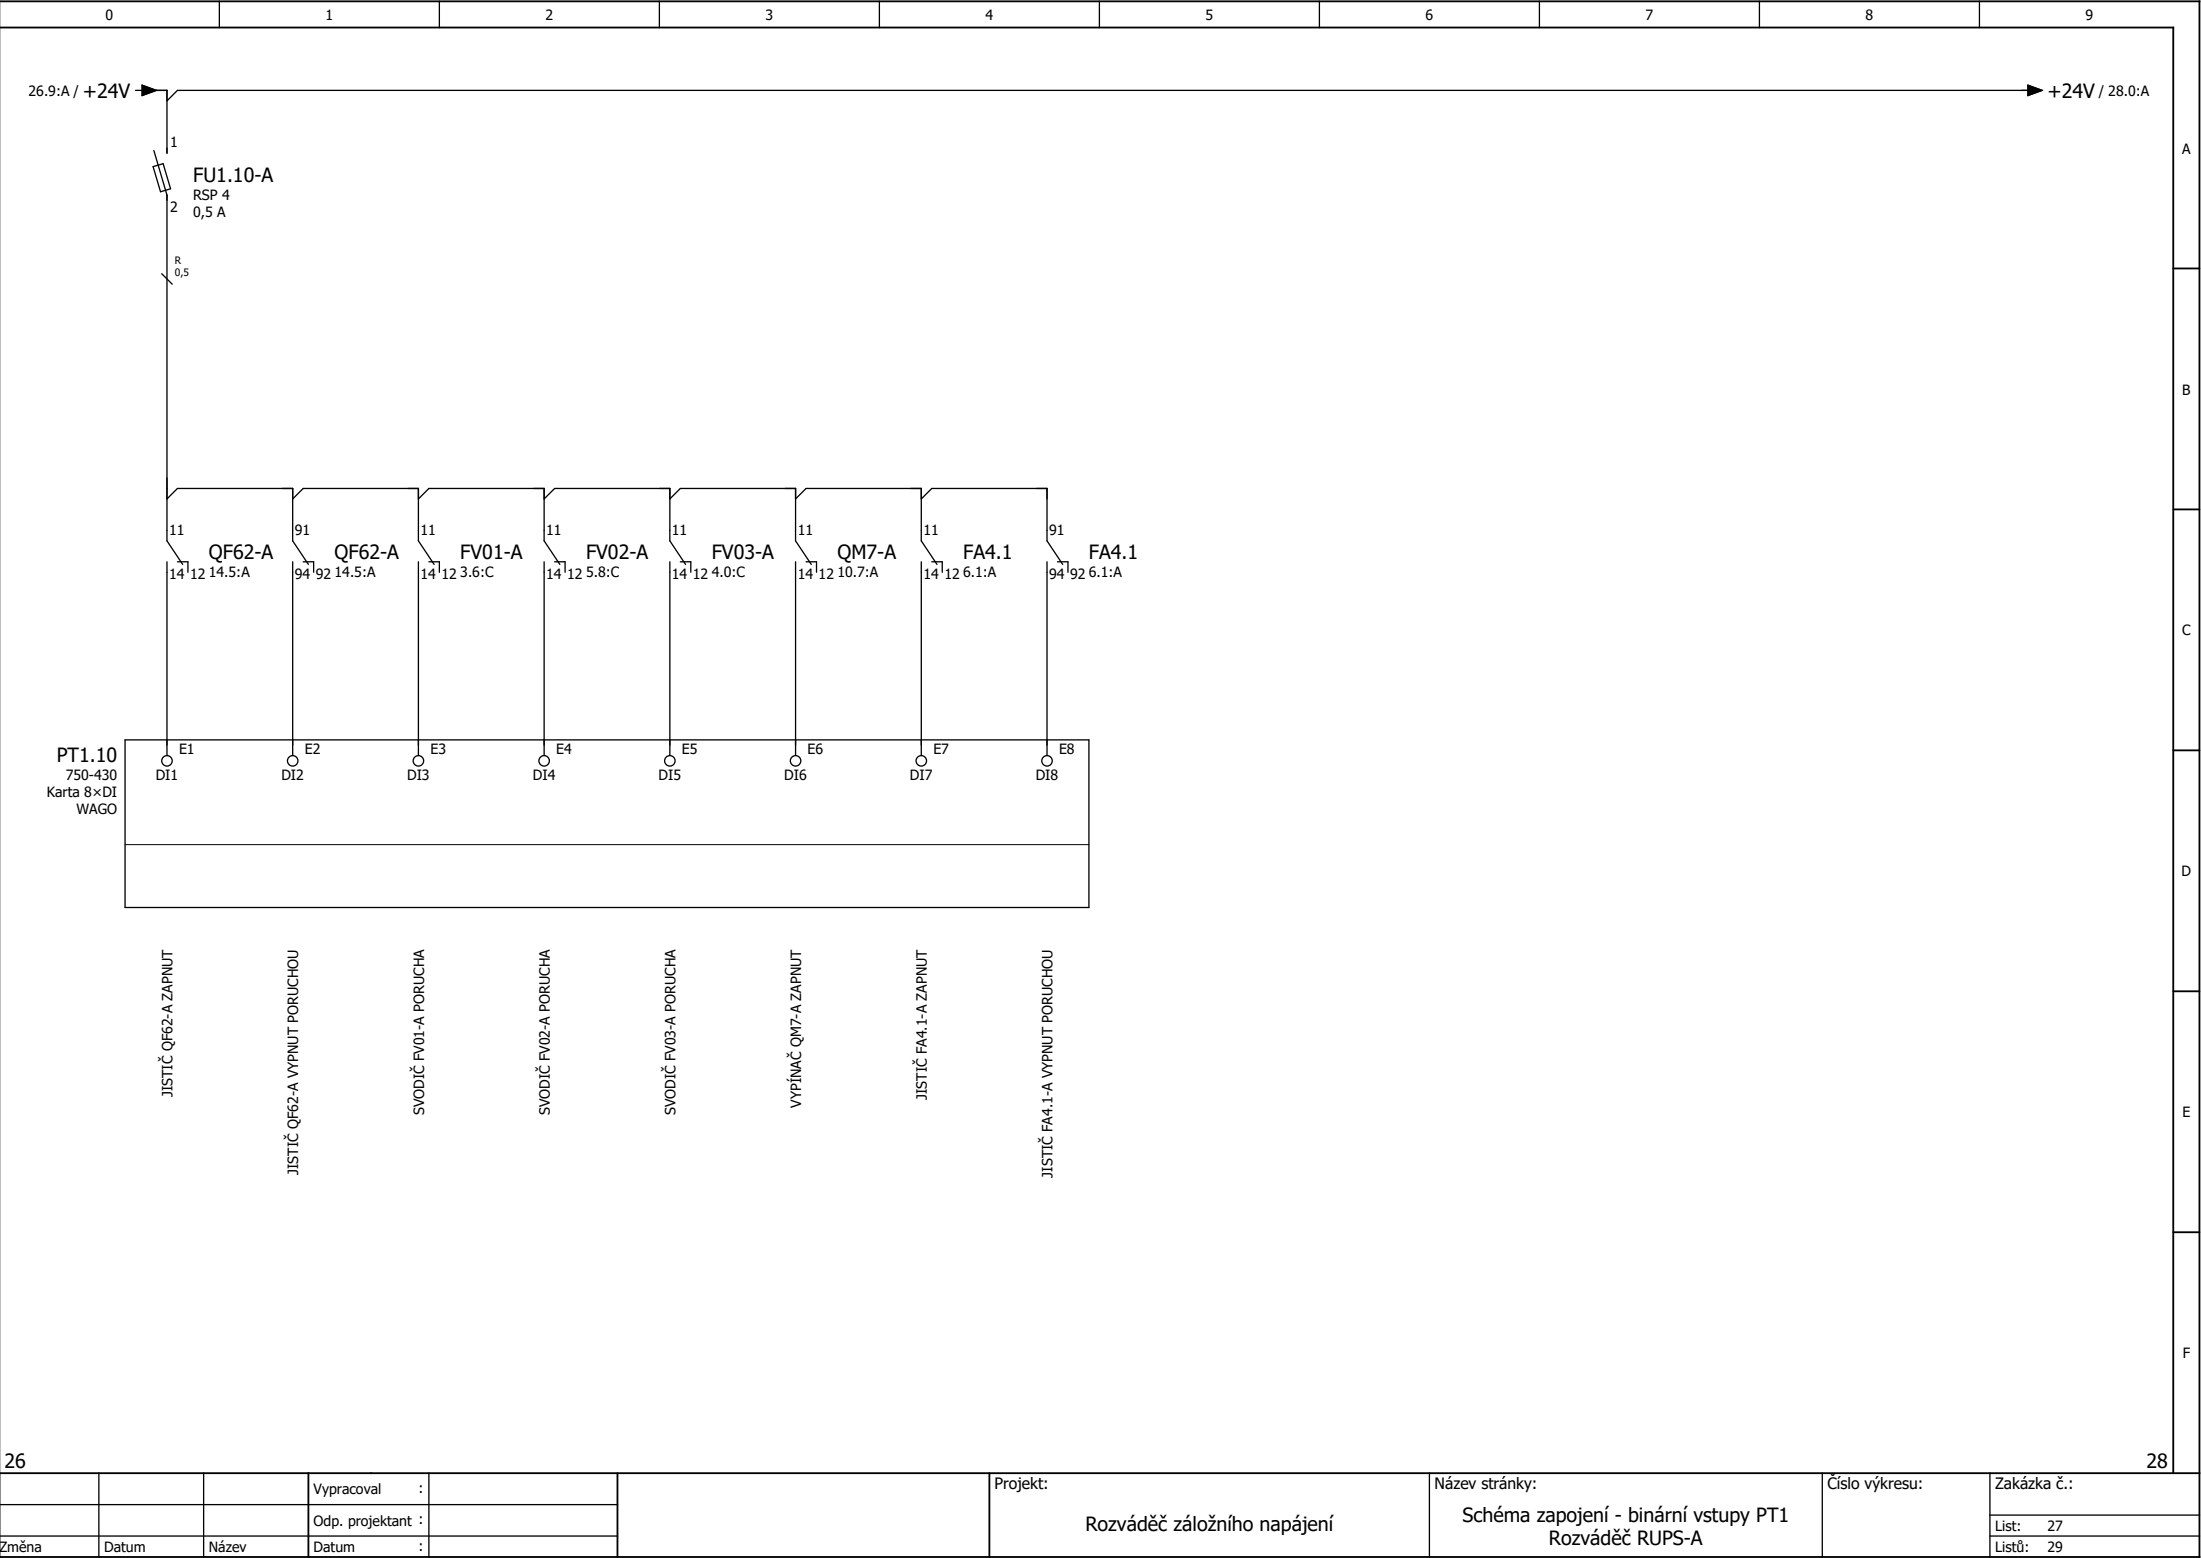 0 1 2 3 4 5 6 7 8 9
26.9:A / +24V
+24V / 28.0:A
A
1
FU1.10-A
RSP 4
2
0,5 A
R
0,5
B
11 91 11 11 11 11 11 91
QF62-A QF62-A FV01-A FV02-A FV03-A QM7-A FA4.1 FA4.1
14 12 14.5:A 94 92 14.5:A 14 12 3.6:C 14 12 5.8:C 14 12 4.0:C 14 12 10.7:A 14 12 6.1:A 94 92 6.1:A
C
E1 E2 E3 E4 E5 E6 E7 E8
PT1.10
DI1 DI2 DI3 DI4 DI5 DI6 DI7 DI8
750-430
Karta 8×DI
WAGO
D
JISTIČ QF62-A ZAPNUT
JISTIČ QF62-A VYPNUT PORUCHOU
SVODIČ FV01-A PORUCHA
SVODIČ FV02-A PORUCHA
SVODIČ FV03-A PORUCHA
VYPÍNAČ QM7-A ZAPNUT
JISTIČ FA4.1-A ZAPNUT
JISTIČ FA4.1-A VYPNUT PORUCHOU
E
F
26
28
Vypracoval :
Odp. projektant :
Změna Datum Název Datum :
Projekt:
Rozváděč záložního napájení
Název stránky:
Schéma zapojení - binární vstupy PT1
Rozváděč RUPS-A
Číslo výkresu:
Zakázka č.:
List: 27
Listů: 29